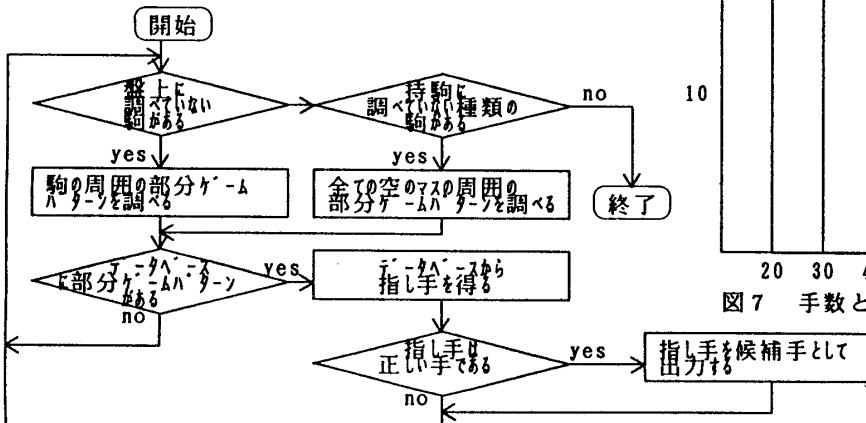 開始
盤上に
調べていない
駒がある
持駒に
調べていない種類の
駒がある
no
yes
yes
駒の周囲の部分ゲーム
パターンを調べる
全ての空のマスの周囲の
部分ゲームパターンを調べる
終了
データベース
に部分ゲームパターン
がある
yes
データベースから
指し手を得る
no
指し手は
正しい手である
yes
指し手を候補手として
出力する
no
10
20 30 4
図7 手数と